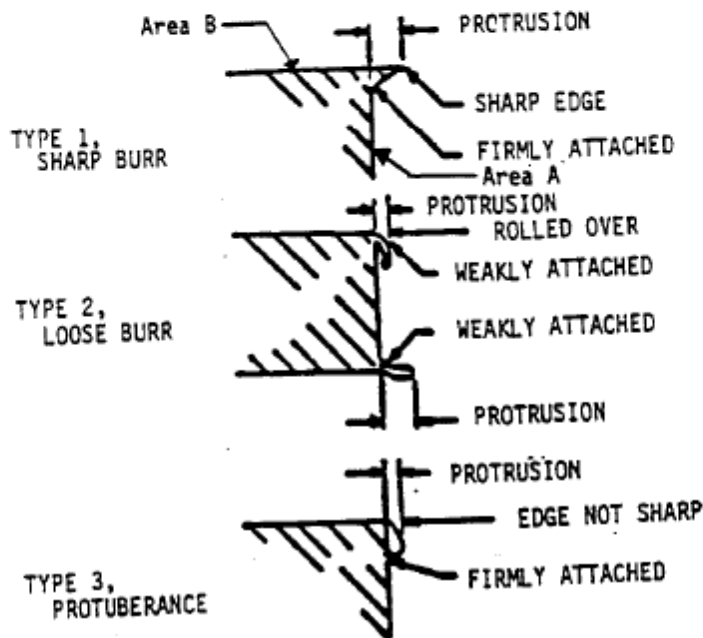 Area B
PROTRUSION
SHARP EDGE
TYPE 1,
SHARP BURR
FIRMLY ATTACHED
Area A
PROTRUSION
ROLLED OVER
WEAKLY ATTACHED
TYPE 2,
LOOSE BURR
WEAKLY ATTACHED
PROTRUSION
PROTRUSION
EDGE NOT SHARP
FIRMLY ATTACHED
TYPE 3,
PROTUBERANCE